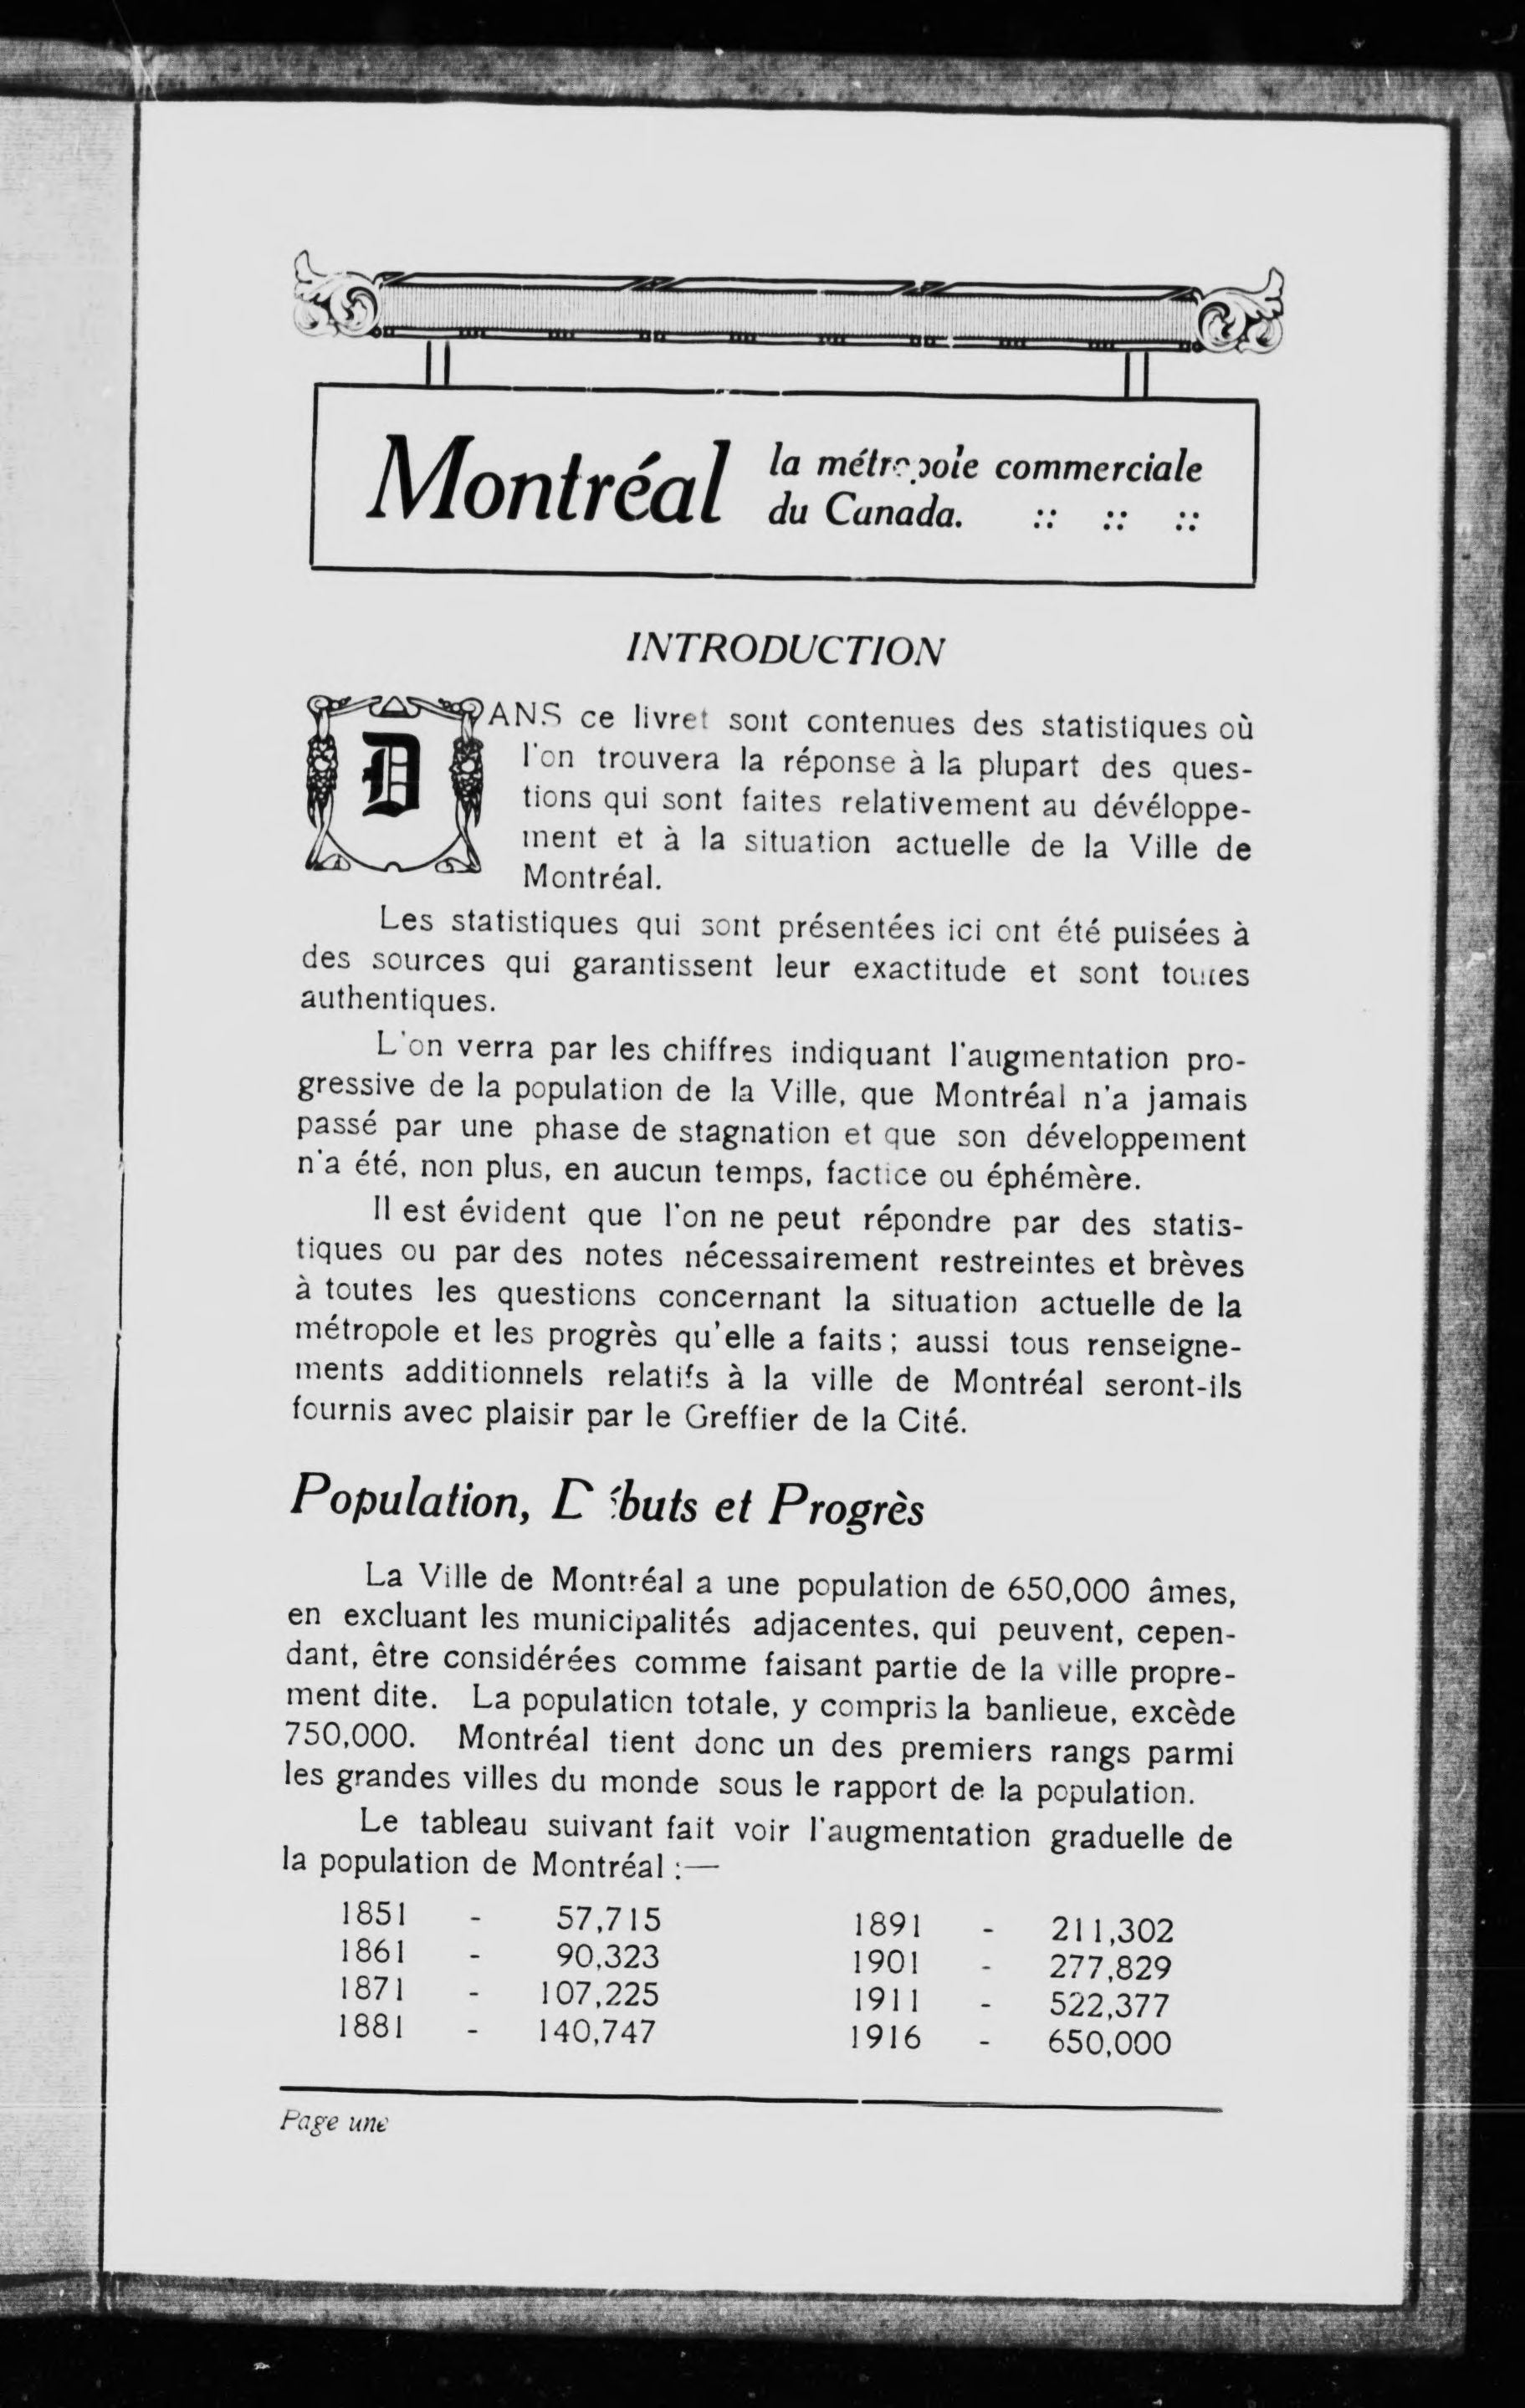 Montréal la métropole commerciale
du Canada. :: :: ::
INTRODUCTION
DANS ce livret sont contenues des statistiques où
l'on trouvera la réponse à la plupart des ques-
tions qui sont faites relativement au dévéloppe-
ment et à la situation actuelle de la Ville de
Montréal.
Les statistiques qui sont présentées ici ont été puisées à
des sources qui garantissent leur exactitude et sont toutes
authentiques.
L'on verra par les chiffres indiquant l'augmentation pro-
gressive de la population de la Ville, que Montréal n'a jamais
passé par une phase de stagnation et que son développement
n'a été, non plus, en aucun temps, factice ou éphémère.
Il est évident que l'on ne peut répondre par des statis-
tiques ou par des notes nécessairement restreintes et brèves
à toutes les questions concernant la situation actuelle de la
métropole et les progrès qu'elle a faits; aussi tous renseigne-
ments additionnels relatifs à la ville de Montréal seront-ils
fournis avec plaisir par le Greffier de la Cité.
Population, Débuts et Progrès
La Ville de Montréal a une population de 650,000 âmes,
en excluant les municipalités adjacentes, qui peuvent, cepen-
dant, être considérées comme faisant partie de la ville propre-
ment dite. La population totale, y compris la banlieue, excède
750,000. Montréal tient donc un des premiers rangs parmi
les grandes villes du monde sous le rapport de la population.
Le tableau suivant fait voir l'augmentation graduelle de
la population de Montréal :—
1851 - 57,715 1891 - 211,302
1861 - 90,323 1901 - 277,829
1871 - 107,225 1911 - 522,377
1881 - 140,747 1916 - 650,000
Page une